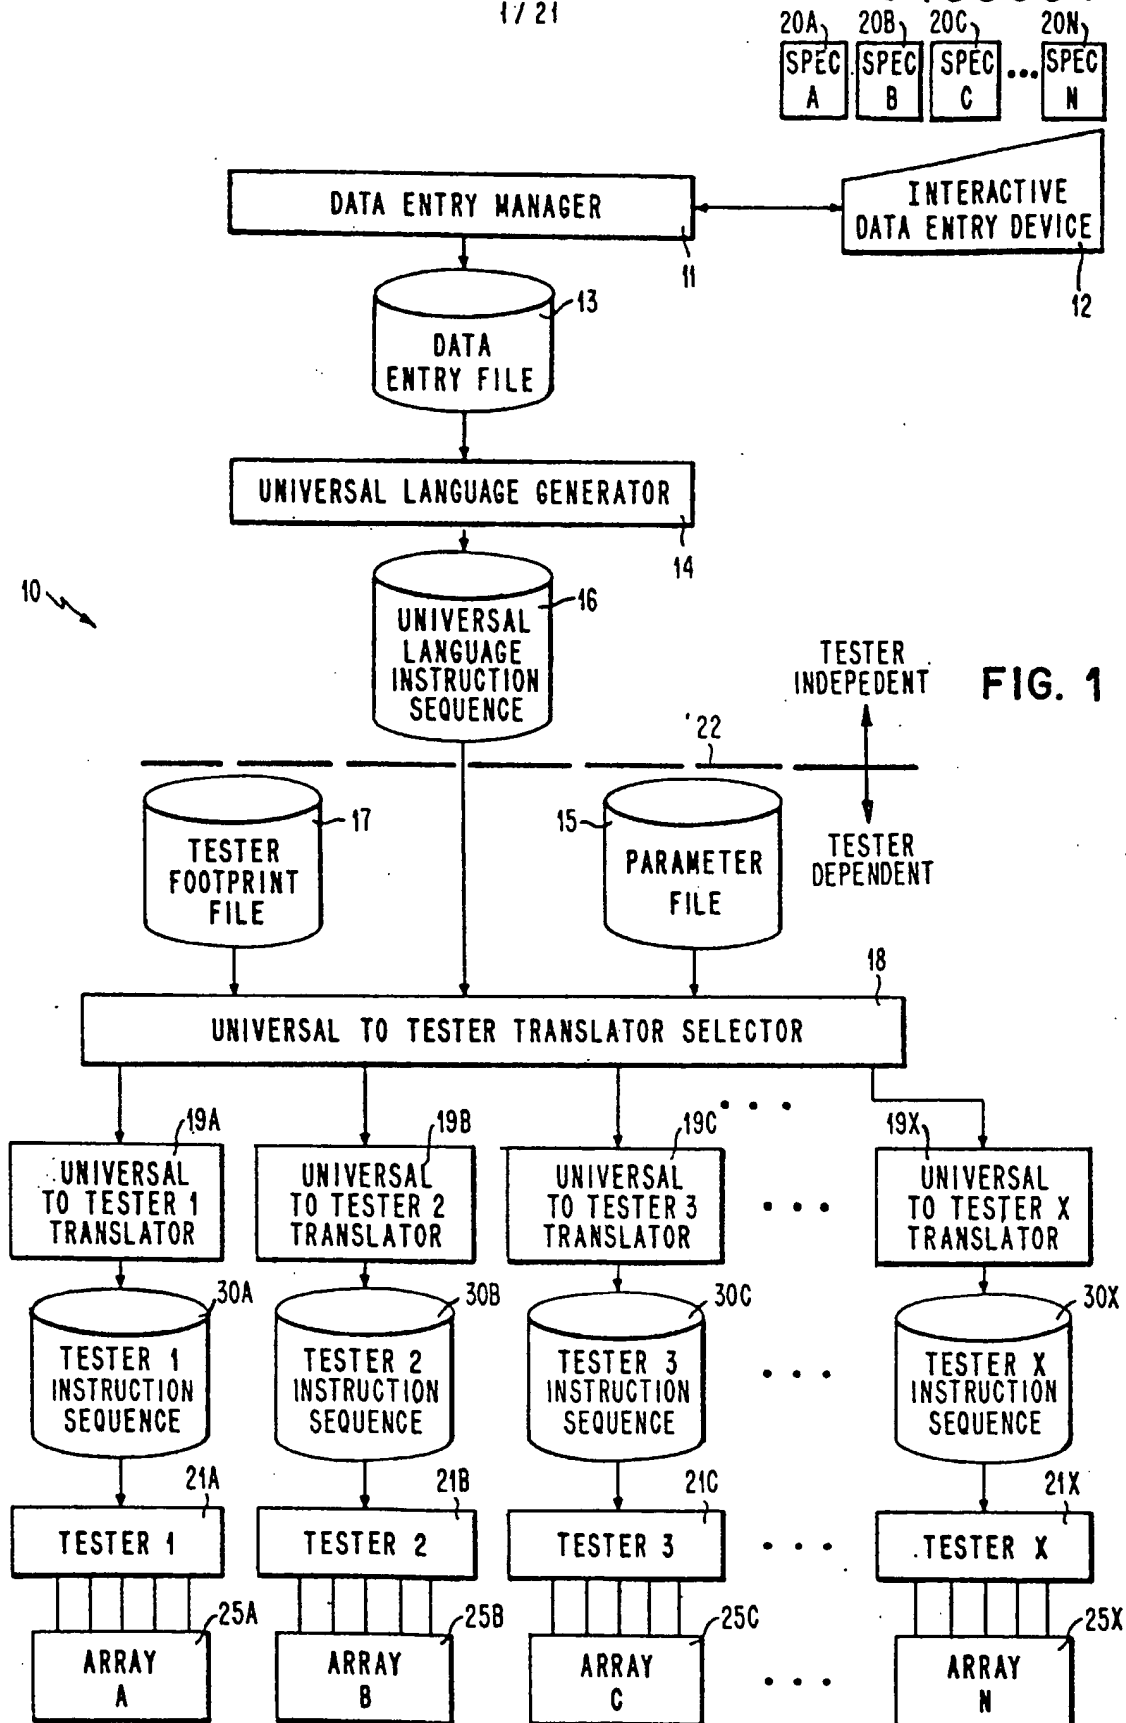 1/21
20A 20B 20C 20N
SPEC A
SPEC B
SPEC C
...
SPEC N
DATA ENTRY MANAGER
11
INTERACTIVE
DATA ENTRY DEVICE
12
13
DATA
ENTRY FILE
UNIVERSAL LANGUAGE GENERATOR
14
10
16
UNIVERSAL
LANGUAGE
INSTRUCTION
SEQUENCE
TESTER
INDEPEDENT
FIG. 1
22
17
TESTER
FOOTPRINT
FILE
15
PARAMETER
FILE
TESTER
DEPENDENT
18
UNIVERSAL TO TESTER TRANSLATOR SELECTOR
...
19A
UNIVERSAL
TO TESTER 1
TRANSLATOR
19B
UNIVERSAL
TO TESTER 2
TRANSLATOR
19C
UNIVERSAL
TO TESTER 3
TRANSLATOR
...
19X
UNIVERSAL
TO TESTER X
TRANSLATOR
30A
TESTER 1
INSTRUCTION
SEQUENCE
30B
TESTER 2
INSTRUCTION
SEQUENCE
30C
TESTER 3
INSTRUCTION
SEQUENCE
...
30X
TESTER X
INSTRUCTION
SEQUENCE
21A
TESTER 1
21B
TESTER 2
21C
TESTER 3
...
21X
TESTER X
25A
ARRAY
A
25B
ARRAY
B
25C
ARRAY
C
...
25X
ARRAY
N